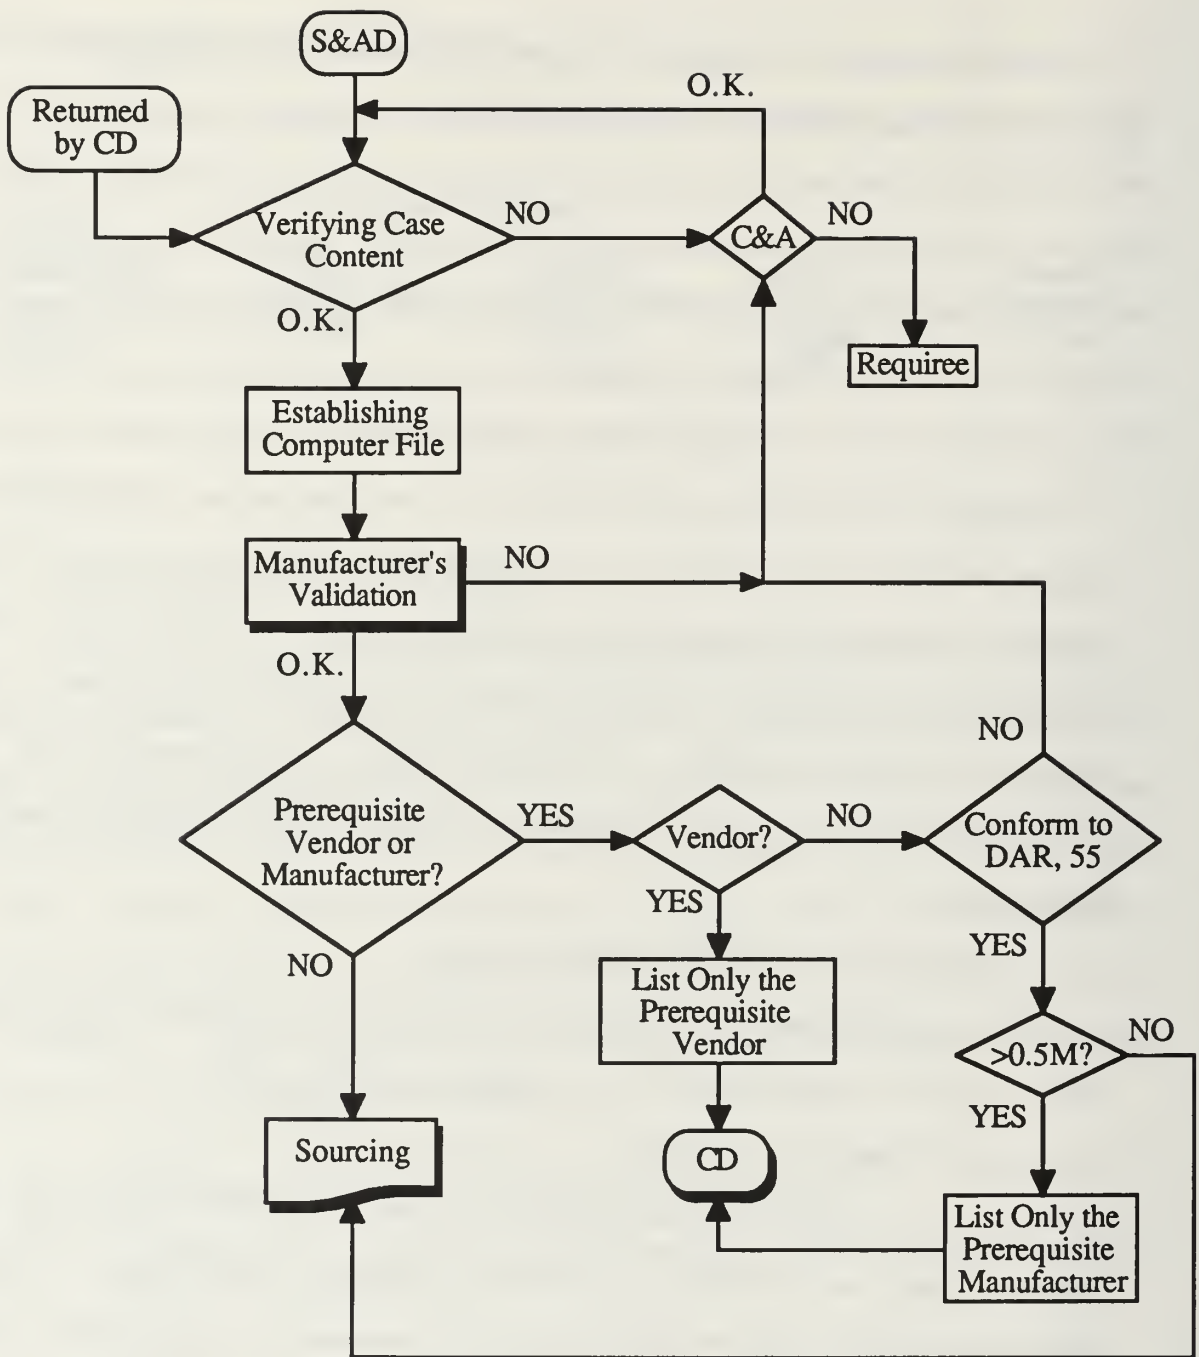 S&AD
O.K.
Returned
by CD
Verifying Case
Content
NO
C&A
NO
O.K.
Requiree
Establishing
Computer File
Manufacturer's
Validation
NO
O.K.
NO
Prerequisite
Vendor or
Manufacturer?
YES
Vendor?
NO
Conform to
DAR, 55
YES
YES
NO
List Only the
Prerequisite
Vendor
>0.5M?
NO
YES
Sourcing
CD
List Only the
Prerequisite
Manufacturer